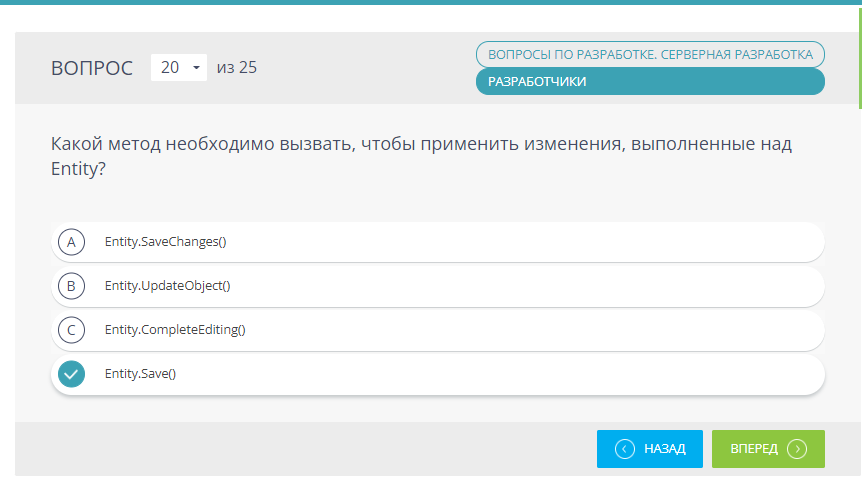 ВОПРОС 20 из 25
ВОПРОСЫ ПО РАЗРАБОТКЕ. СЕРВЕРНАЯ РАЗРАБОТКА
РАЗРАБОТЧИКИ
Какой метод необходимо вызвать, чтобы применить изменения, выполненные над
Entity?
A Entity.SaveChanges()
B Entity.UpdateObject()
C Entity.CompleteEditing()
Entity.Save()
НАЗАД ВПЕРЕД